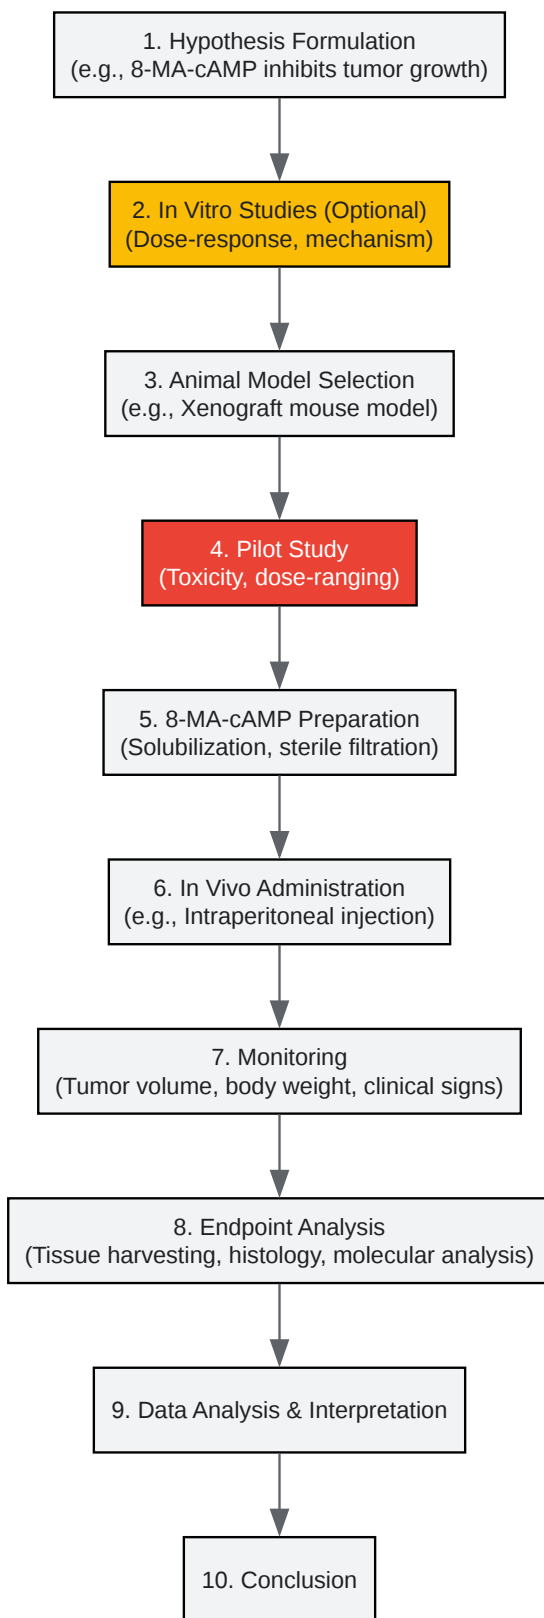 1. Hypothesis Formulation
(e.g., 8-MA-cAMP inhibits tumor growth)
2. In Vitro Studies (Optional)
(Dose-response, mechanism)
3. Animal Model Selection
(e.g., Xenograft mouse model)
4. Pilot Study
(Toxicity, dose-ranging)
5. 8-MA-cAMP Preparation
(Solubilization, sterile filtration)
6. In Vivo Administration
(e.g., Intraperitoneal injection)
7. Monitoring
(Tumor volume, body weight, clinical signs)
8. Endpoint Analysis
(Tissue harvesting, histology, molecular analysis)
9. Data Analysis & Interpretation
10. Conclusion